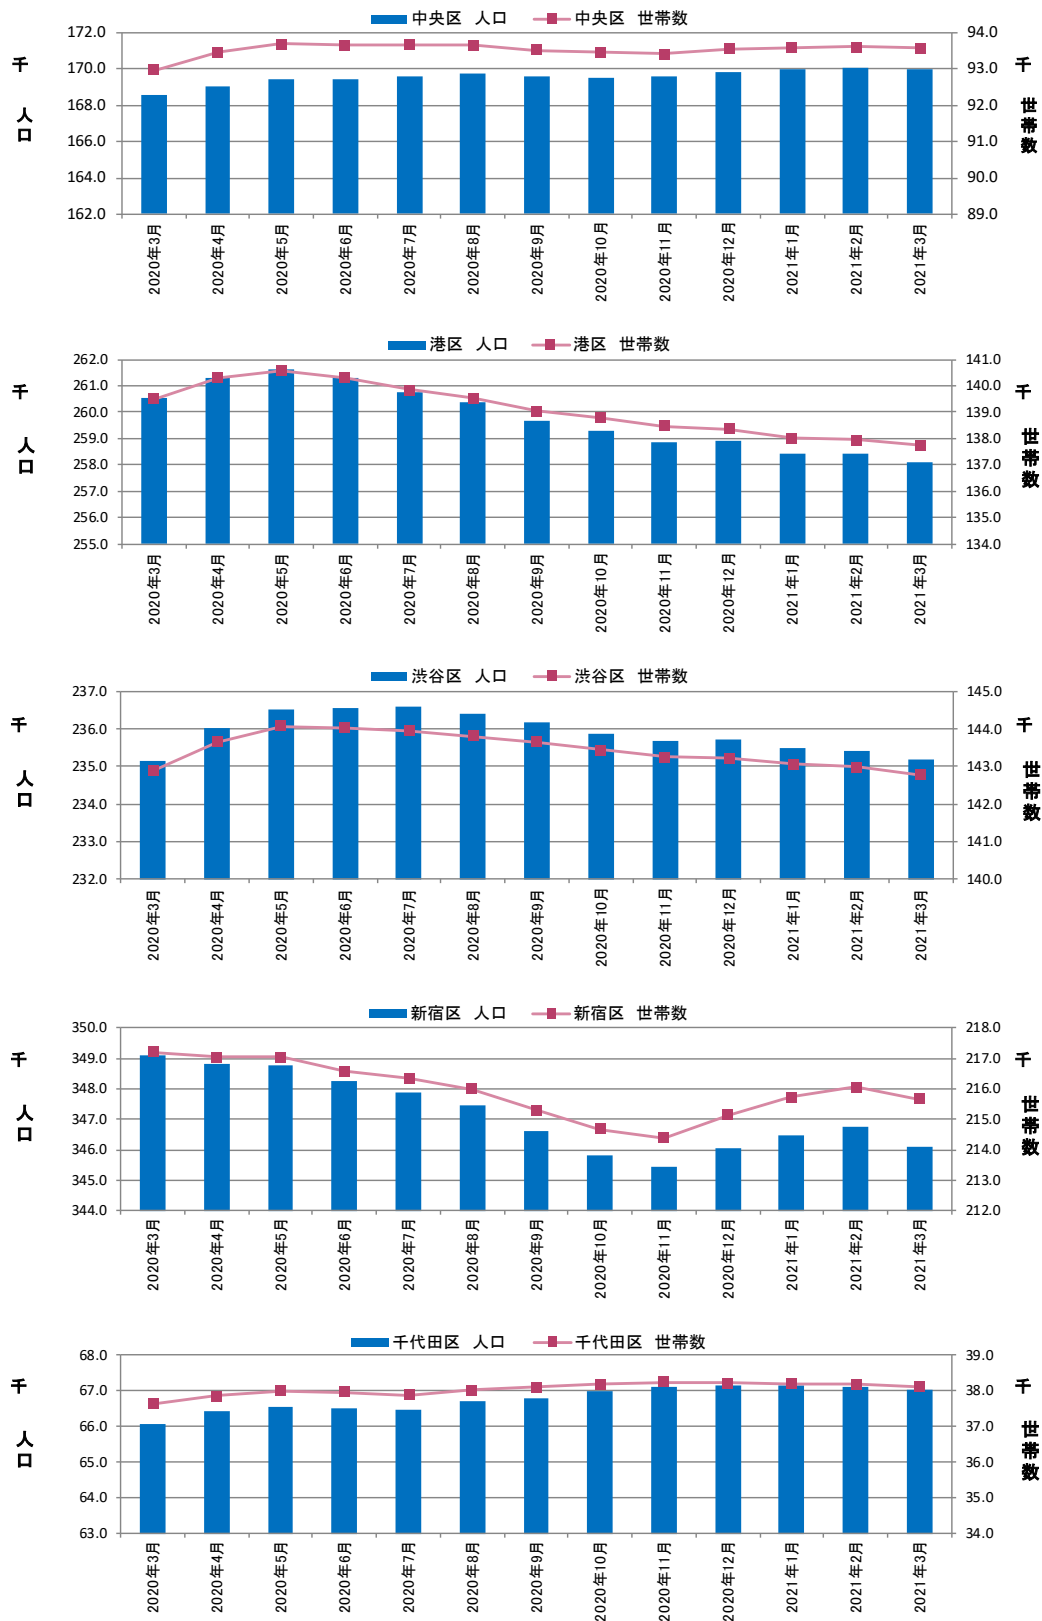 中央区 人口 中央区 世帯数
千 人口
172.0
170.0
168.0
166.0
164.0
162.0
94.0
93.0
92.0
91.0
90.0
89.0
千 世帯数
2020年3月
2020年4月
2020年5月
2020年6月
2020年7月
2020年8月
2020年9月
2020年10月
2020年11月
2020年12月
2021年1月
2021年2月
2021年3月
港区 人口 港区 世帯数
千 人口
262.0
261.0
260.0
259.0
258.0
257.0
256.0
255.0
141.0
140.0
139.0
138.0
137.0
136.0
135.0
134.0
千 世帯数
2020年3月
2020年4月
2020年5月
2020年6月
2020年7月
2020年8月
2020年9月
2020年10月
2020年11月
2020年12月
2021年1月
2021年2月
2021年3月
渋谷区 人口 渋谷区 世帯数
千 人口
237.0
236.0
235.0
234.0
233.0
232.0
145.0
144.0
143.0
142.0
141.0
140.0
千 世帯数
2020年3月
2020年4月
2020年5月
2020年6月
2020年7月
2020年8月
2020年9月
2020年10月
2020年11月
2020年12月
2021年1月
2021年2月
2021年3月
新宿区 人口 新宿区 世帯数
千 人口
350.0
349.0
348.0
347.0
346.0
345.0
344.0
218.0
217.0
216.0
215.0
214.0
213.0
212.0
千 世帯数
2020年3月
2020年4月
2020年5月
2020年6月
2020年7月
2020年8月
2020年9月
2020年10月
2020年11月
2020年12月
2021年1月
2021年2月
2021年3月
千代田区 人口 千代田区 世帯数
千 人口
68.0
67.0
66.0
65.0
64.0
63.0
39.0
38.0
37.0
36.0
35.0
34.0
千 世帯数
2020年3月
2020年4月
2020年5月
2020年6月
2020年7月
2020年8月
2020年9月
2020年10月
2020年11月
2020年12月
2021年1月
2021年2月
2021年3月